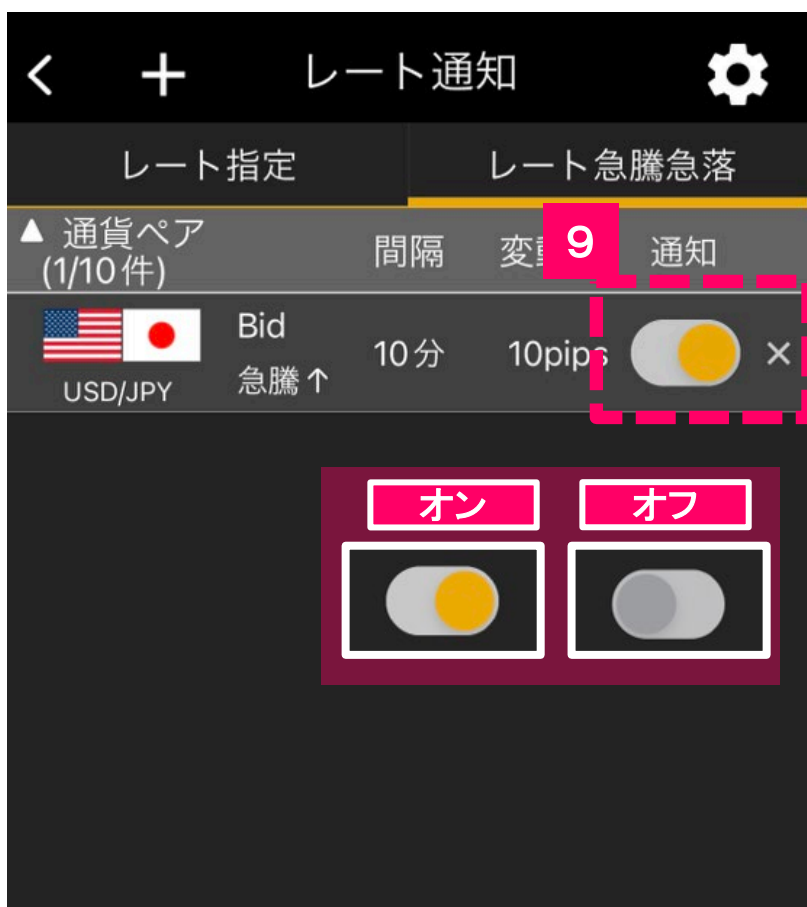 レート通知
レート指定 レート急騰急落
▲ 通貨ペア
(1/10件) 間隔 変 9 通知
Bid
急騰↑ 10分 10pips ×
USD/JPY
オン オフ